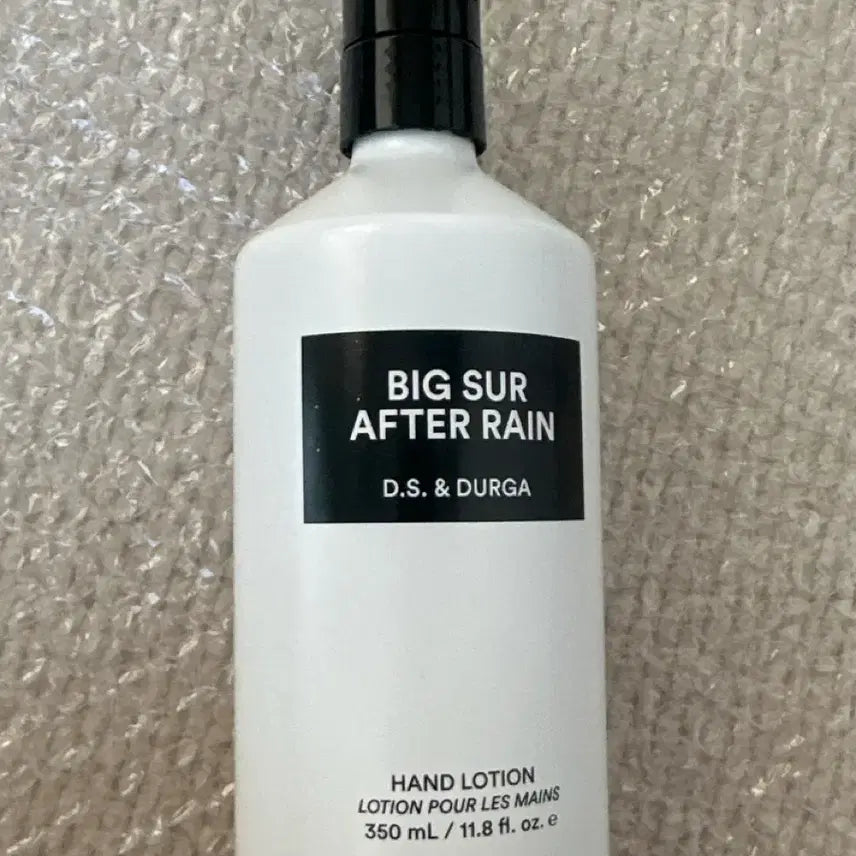 BIG SUR
AFTER RAIN
D.S. & DURGA
HAND LOTION
LOTION POUR LES MAINS
350 mL / 11.8 fl. oz. e